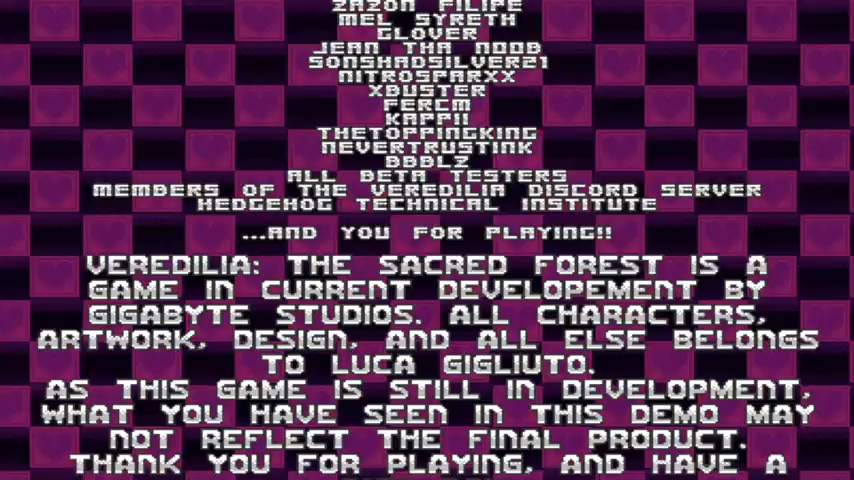 ZAZON FILIPE
MEL SYRETH
GLOVER
JEAN THA NOOB
SONSHADSILVER21
NITROSPARXX
XBUSTER
FERCM
KAPPII
THETOPPINGKING
NEVERTRUSTINK
BBBLZ
ALL BETA TESTERS
MEMBERS OF THE VEREDILIA DISCORD SERVER
HEDGEHOG TECHNICAL INSTITUTE
...AND YOU FOR PLAYING!!
VEREDILIA: THE SACRED FOREST IS A
GAME IN CURRENT DEVELOPEMENT BY
GIGABYTE STUDIOS. ALL CHARACTERS,
ARTWORK, DESIGN, AND ALL ELSE BELONGS
TO LUCA GIGLIUTO.
AS THIS GAME IS STILL IN DEVELOPMENT,
WHAT YOU HAVE SEEN IN THIS DEMO MAY
NOT REFLECT THE FINAL PRODUCT.
THANK YOU FOR PLAYING, AND HAVE A